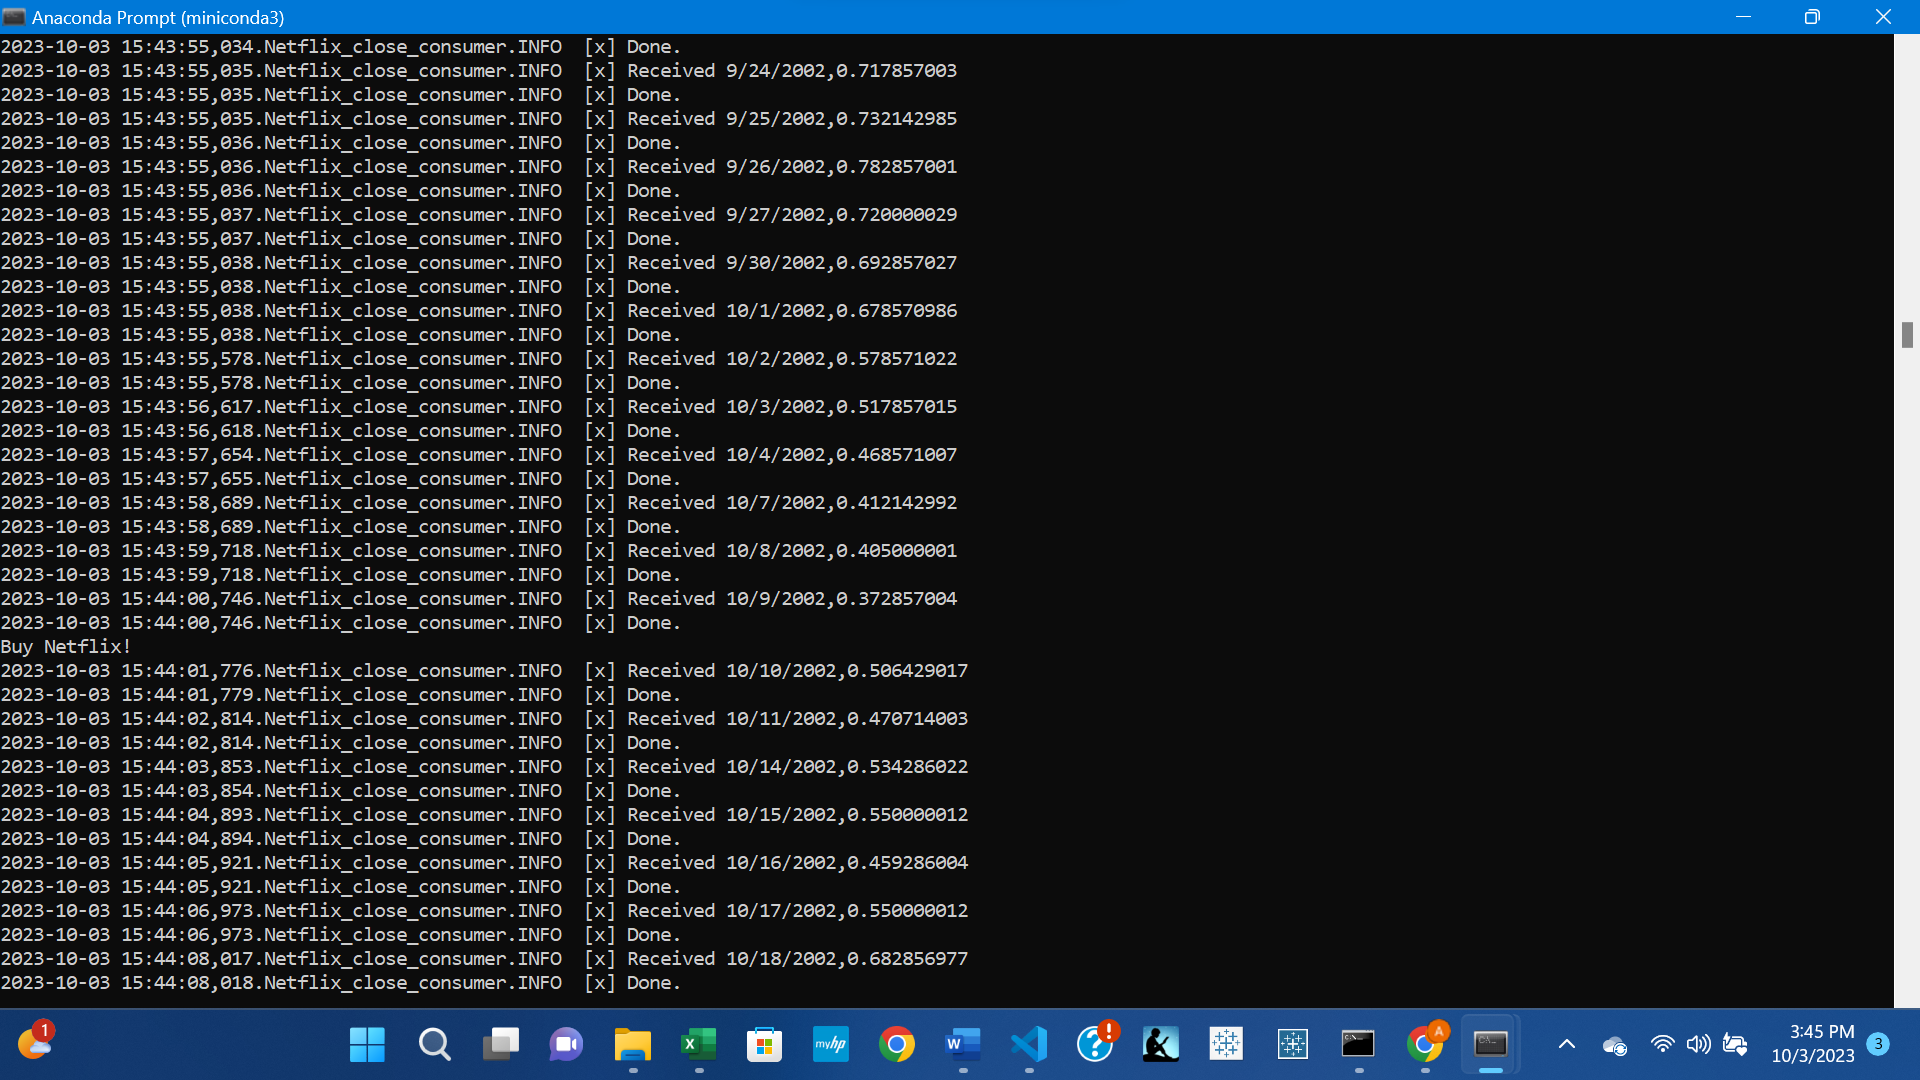 Anaconda Prompt (miniconda3)
2023-10-03 15:43:55,034.Netflix_close_consumer.INFO  [x] Done.
2023-10-03 15:43:55,035.Netflix_close_consumer.INFO  [x] Received 9/24/2002,0.717857003
2023-10-03 15:43:55,035.Netflix_close_consumer.INFO  [x] Done.
2023-10-03 15:43:55,035.Netflix_close_consumer.INFO  [x] Received 9/25/2002,0.732142985
2023-10-03 15:43:55,036.Netflix_close_consumer.INFO  [x] Done.
2023-10-03 15:43:55,036.Netflix_close_consumer.INFO  [x] Received 9/26/2002,0.782857001
2023-10-03 15:43:55,036.Netflix_close_consumer.INFO  [x] Done.
2023-10-03 15:43:55,037.Netflix_close_consumer.INFO  [x] Received 9/27/2002,0.720000029
2023-10-03 15:43:55,037.Netflix_close_consumer.INFO  [x] Done.
2023-10-03 15:43:55,038.Netflix_close_consumer.INFO  [x] Received 9/30/2002,0.692857027
2023-10-03 15:43:55,038.Netflix_close_consumer.INFO  [x] Done.
2023-10-03 15:43:55,038.Netflix_close_consumer.INFO  [x] Received 10/1/2002,0.678570986
2023-10-03 15:43:55,038.Netflix_close_consumer.INFO  [x] Done.
2023-10-03 15:43:55,578.Netflix_close_consumer.INFO  [x] Received 10/2/2002,0.578571022
2023-10-03 15:43:55,578.Netflix_close_consumer.INFO  [x] Done.
2023-10-03 15:43:56,617.Netflix_close_consumer.INFO  [x] Received 10/3/2002,0.517857015
2023-10-03 15:43:56,618.Netflix_close_consumer.INFO  [x] Done.
2023-10-03 15:43:57,654.Netflix_close_consumer.INFO  [x] Received 10/4/2002,0.468571007
2023-10-03 15:43:57,655.Netflix_close_consumer.INFO  [x] Done.
2023-10-03 15:43:58,689.Netflix_close_consumer.INFO  [x] Received 10/7/2002,0.412142992
2023-10-03 15:43:58,689.Netflix_close_consumer.INFO  [x] Done.
2023-10-03 15:43:59,718.Netflix_close_consumer.INFO  [x] Received 10/8/2002,0.405000001
2023-10-03 15:43:59,718.Netflix_close_consumer.INFO  [x] Done.
2023-10-03 15:44:00,746.Netflix_close_consumer.INFO  [x] Received 10/9/2002,0.372857004
2023-10-03 15:44:00,746.Netflix_close_consumer.INFO  [x] Done.
Buy Netflix!
2023-10-03 15:44:01,776.Netflix_close_consumer.INFO  [x] Received 10/10/2002,0.506429017
2023-10-03 15:44:01,779.Netflix_close_consumer.INFO  [x] Done.
2023-10-03 15:44:02,814.Netflix_close_consumer.INFO  [x] Received 10/11/2002,0.470714003
2023-10-03 15:44:02,814.Netflix_close_consumer.INFO  [x] Done.
2023-10-03 15:44:03,853.Netflix_close_consumer.INFO  [x] Received 10/14/2002,0.534286022
2023-10-03 15:44:03,854.Netflix_close_consumer.INFO  [x] Done.
2023-10-03 15:44:04,893.Netflix_close_consumer.INFO  [x] Received 10/15/2002,0.550000012
2023-10-03 15:44:04,894.Netflix_close_consumer.INFO  [x] Done.
2023-10-03 15:44:05,921.Netflix_close_consumer.INFO  [x] Received 10/16/2002,0.459286004
2023-10-03 15:44:05,921.Netflix_close_consumer.INFO  [x] Done.
2023-10-03 15:44:06,973.Netflix_close_consumer.INFO  [x] Received 10/17/2002,0.550000012
2023-10-03 15:44:06,973.Netflix_close_consumer.INFO  [x] Done.
2023-10-03 15:44:08,017.Netflix_close_consumer.INFO  [x] Received 10/18/2002,0.682856977
2023-10-03 15:44:08,018.Netflix_close_consumer.INFO  [x] Done.
1
X
myhp
W
?
!
A
3:45 PM
10/3/2023
3